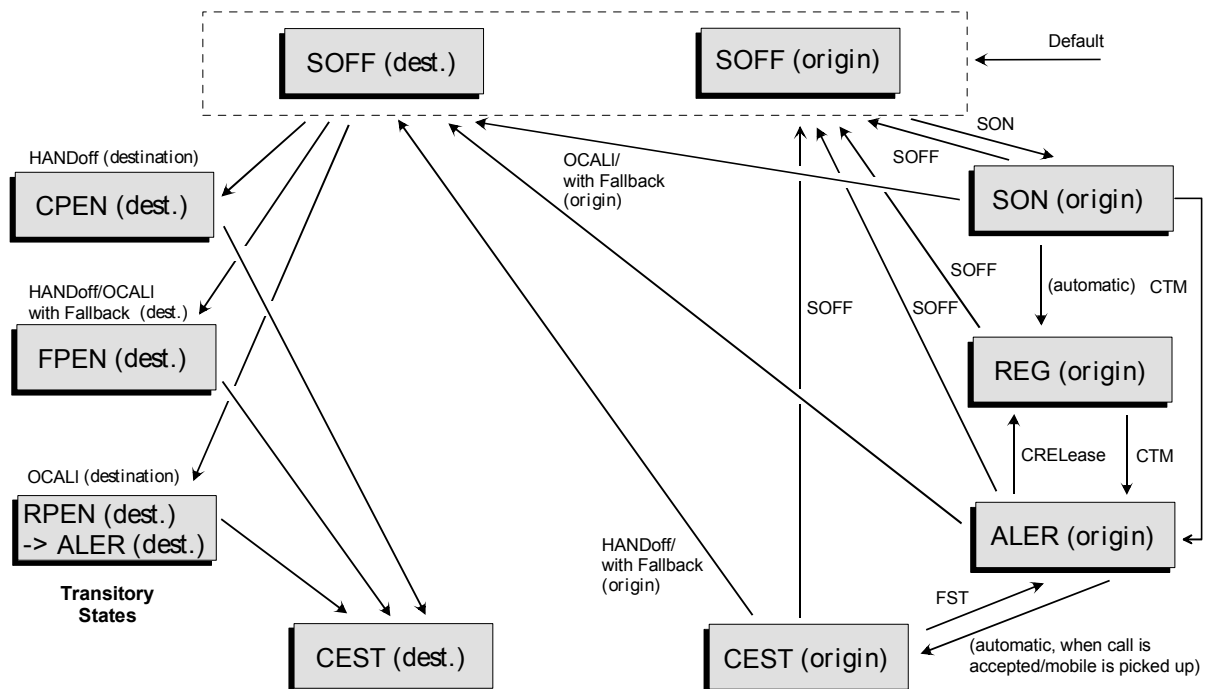 SOFF (dest.)
SOFF (origin)
Default
SON
SOFF
HANDoff (destination)
OCALI/
with Fallback
(origin)
CPEN (dest.)
SON (origin)
SOFF
(automatic)
CTM
HANDoff/OCALI
with Fallback (dest.)
SOFF
SOFF
FPEN (dest.)
REG (origin)
CRELease
CTM
OCALI (destination)
RPEN (dest.)
-> ALER (dest.)
ALER (origin)
HANDoff/
with Fallback
(origin)
Transitory
States
FST
CEST (dest.)
CEST (origin)
(automatic, when call is
accepted/mobile is picked up)